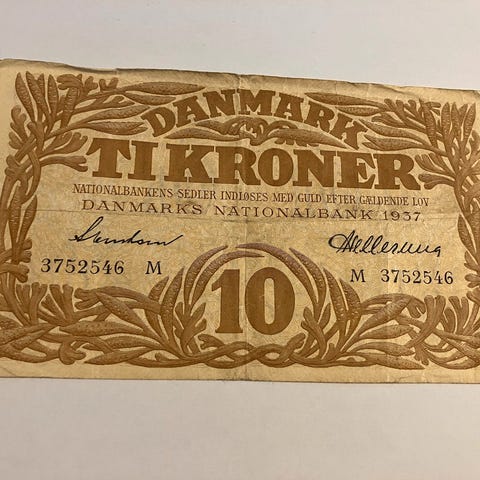 DANMARK
TI KRONER
NATIONALBANKENS SEDLER INDLØSES MED GULD EFTER GÆLDENDE LOV
DANMARKS NATIONALBANK 1937
3752546 M M 3752546
10